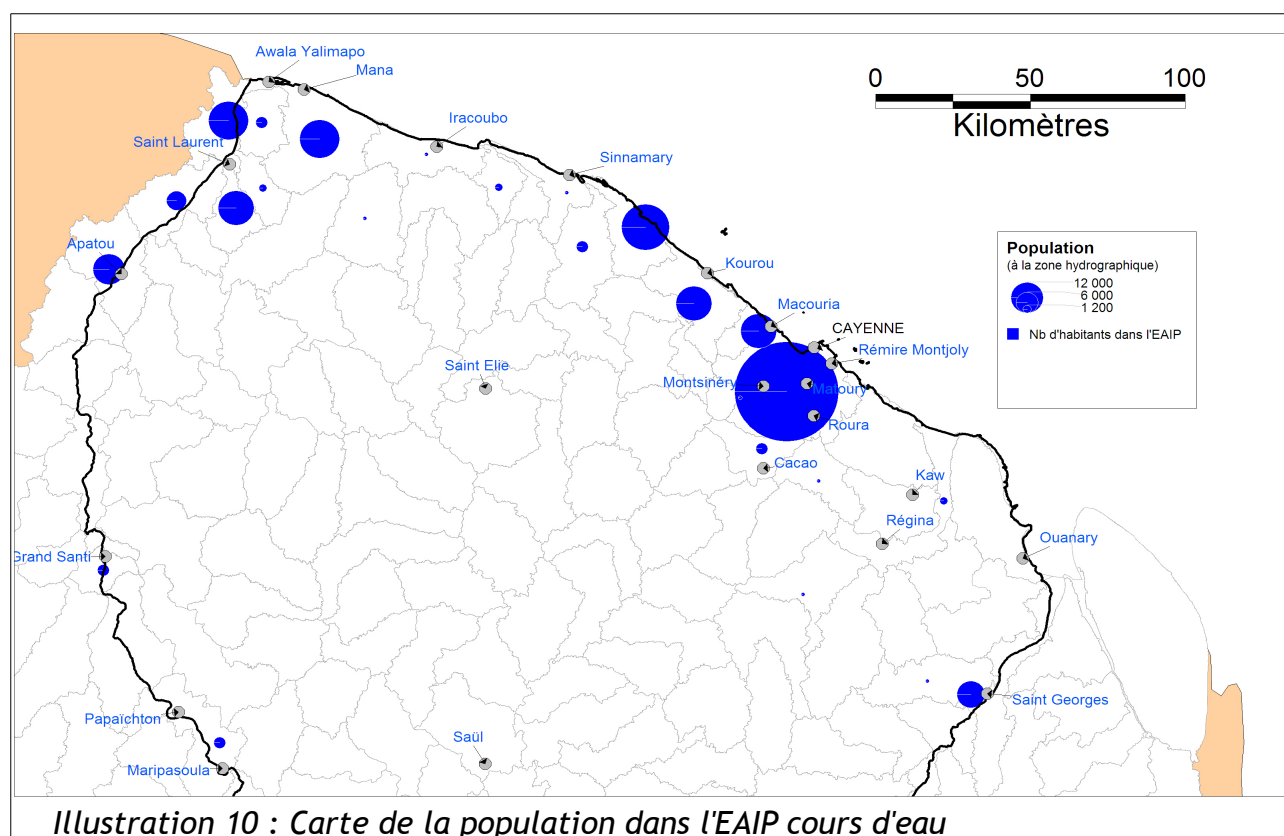 Awala Yalimapo
Mana
0 50 100
Kilomètres
Iracoubo
Saint Laurent
Sinnamary
Apatou
Kourou
Population
(à la zone hydrographique)
12 000
6 000
1 200
Nb d'habitants dans l'EAIP
Macouria
CAYENNE
Rémire Montjoly
Saint Elie
Montsinéry
Matoury
Roura
Cacao
Kaw
Régina
Ouanary
Grand Santi
Saint Georges
Papaïchton
Saül
Maripasoula
Illustration 10 : Carte de la population dans l'EAIP cours d'eau